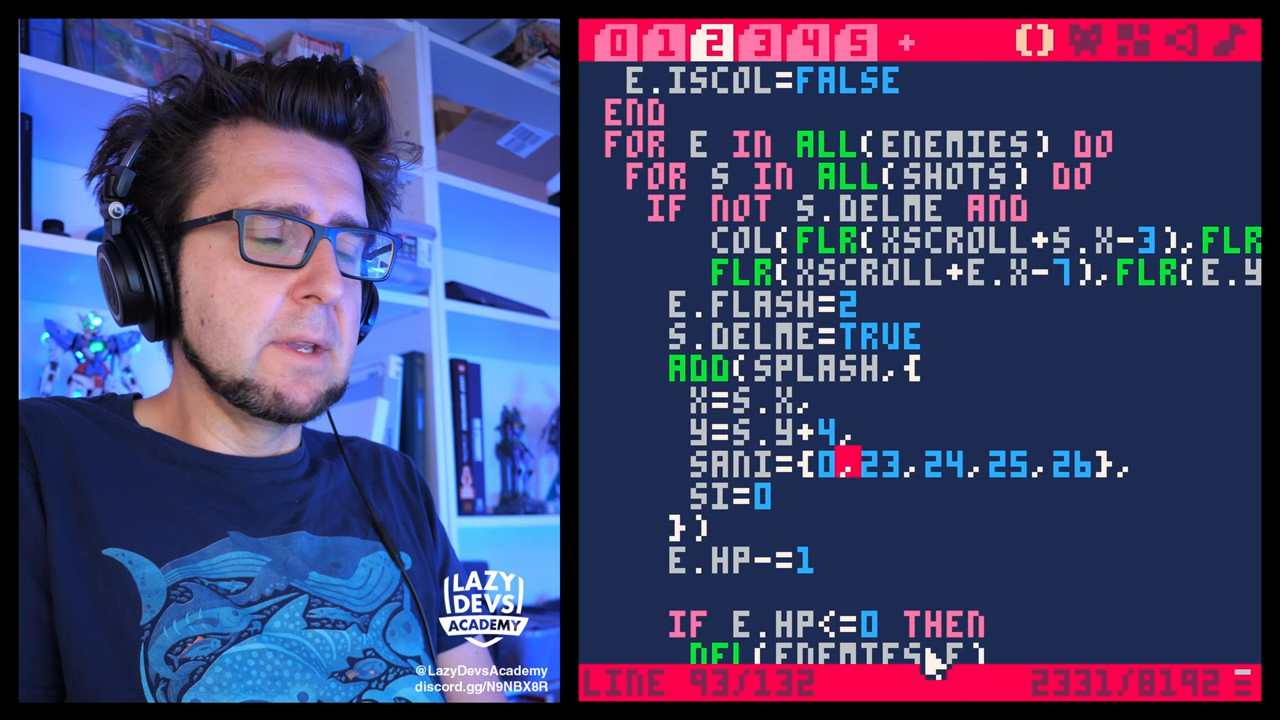 0 1 2 3 4 5 +
E.ISCOL=FALSE
END
FOR E IN ALL(ENEMIES) DO
FOR S IN ALL(SHOTS) DO
IF NOT S.DELME AND
COL(FLR(XSCROLL+S.X-3),FLR
FLR(XSCROLL+E.X-7),FLR(E.Y
E.FLASH=2
S.DELME=TRUE
ADD(SPLASH,{
X=S.X,
Y=S.Y+4,
SANI={0,23,24,25,26},
SI=0
})
E.HP-=1
IF E.HP<=0 THEN
DEL(ENEMIES,E)
LINE 93/132
2331/8192
LAZY
DEVS
ACADEMY
@LazyDevsAcademy
discord.gg/N9NBX8R